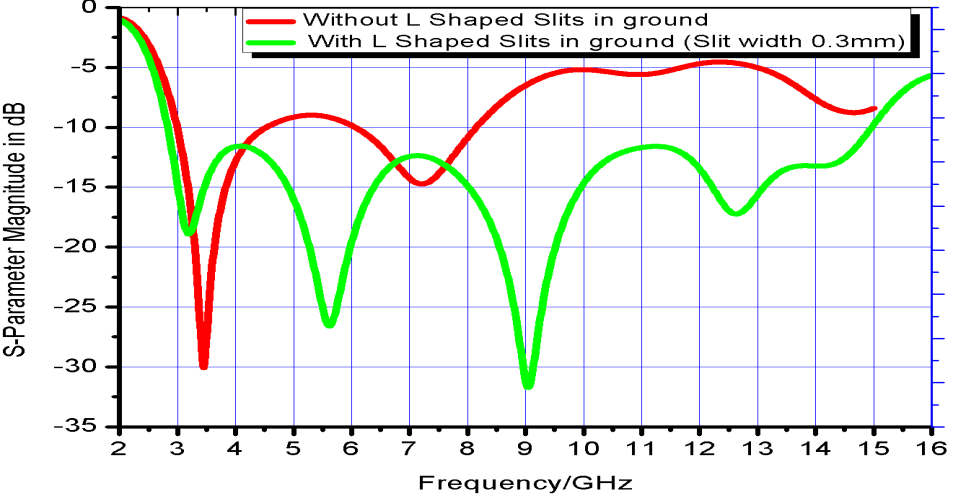 Without L Shaped Slits in ground
With L Shaped Slits in ground (Slit width 0.3mm)
S-Parameter Magnitude in dB
0
-5
-10
-15
-20
-25
-30
-35
2 3 4 5 6 7 8 9 10 11 12 13 14 15 16
Frequency/GHz